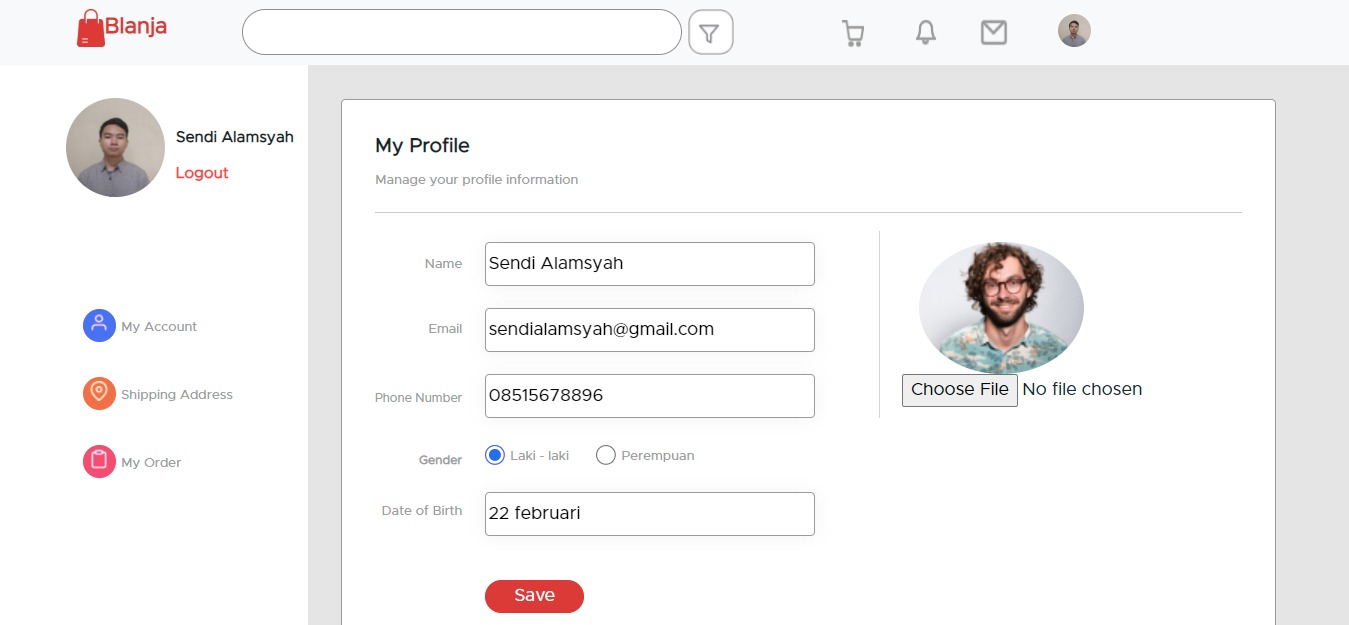 Blanja
Sendi Alamsyah
Logout
My Account
Shipping Address
My Order
My Profile
Manage your profile information
Name
Sendi Alamsyah
Email
sendialamsyah@gmail.com
Phone Number
08515678896
Gender
Laki - laki
Perempuan
Date of Birth
22 februari
Save
Choose File No file chosen